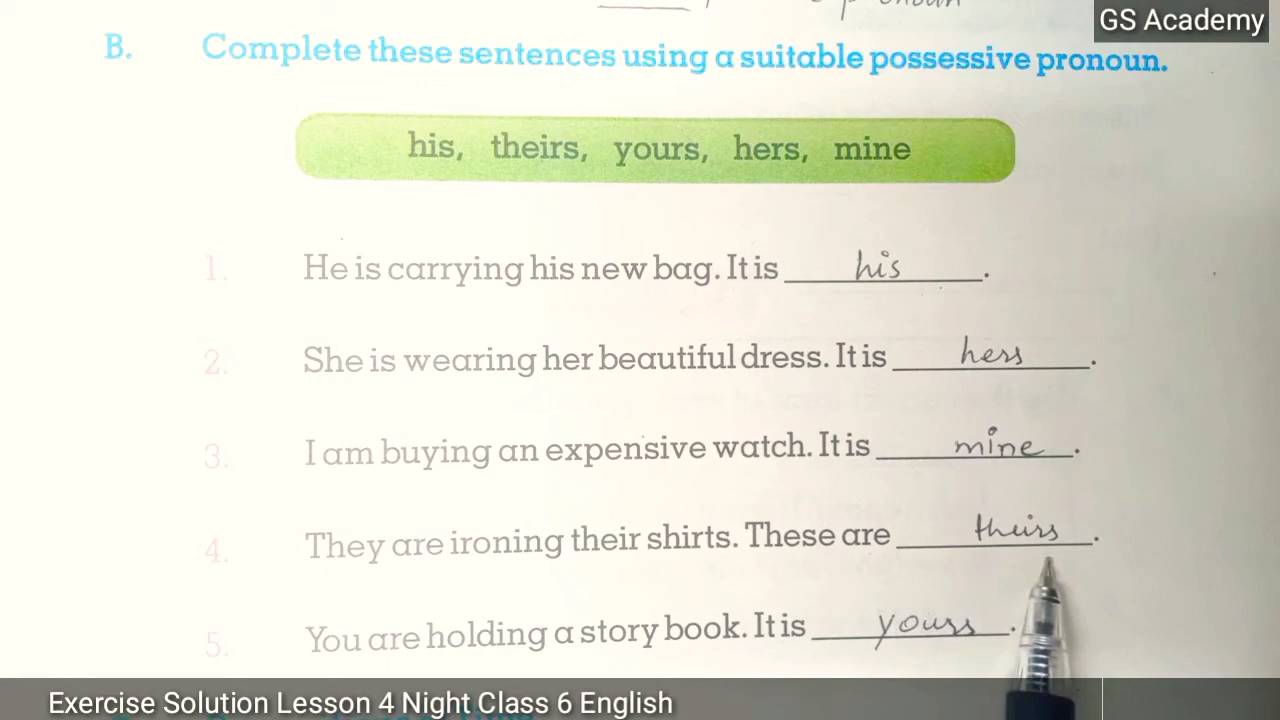 GS Academy
B. Complete these sentences using a suitable possessive pronoun.
his, theirs, yours, hers, mine
1. He is carrying his new bag. It is his.
2. She is wearing her beautiful dress. It is hers.
3. I am buying an expensive watch. It is mine.
4. They are ironing their shirts. These are theirs.
5. You are holding a story book. It is yours.
Exercise Solution Lesson 4 Night Class 6 English